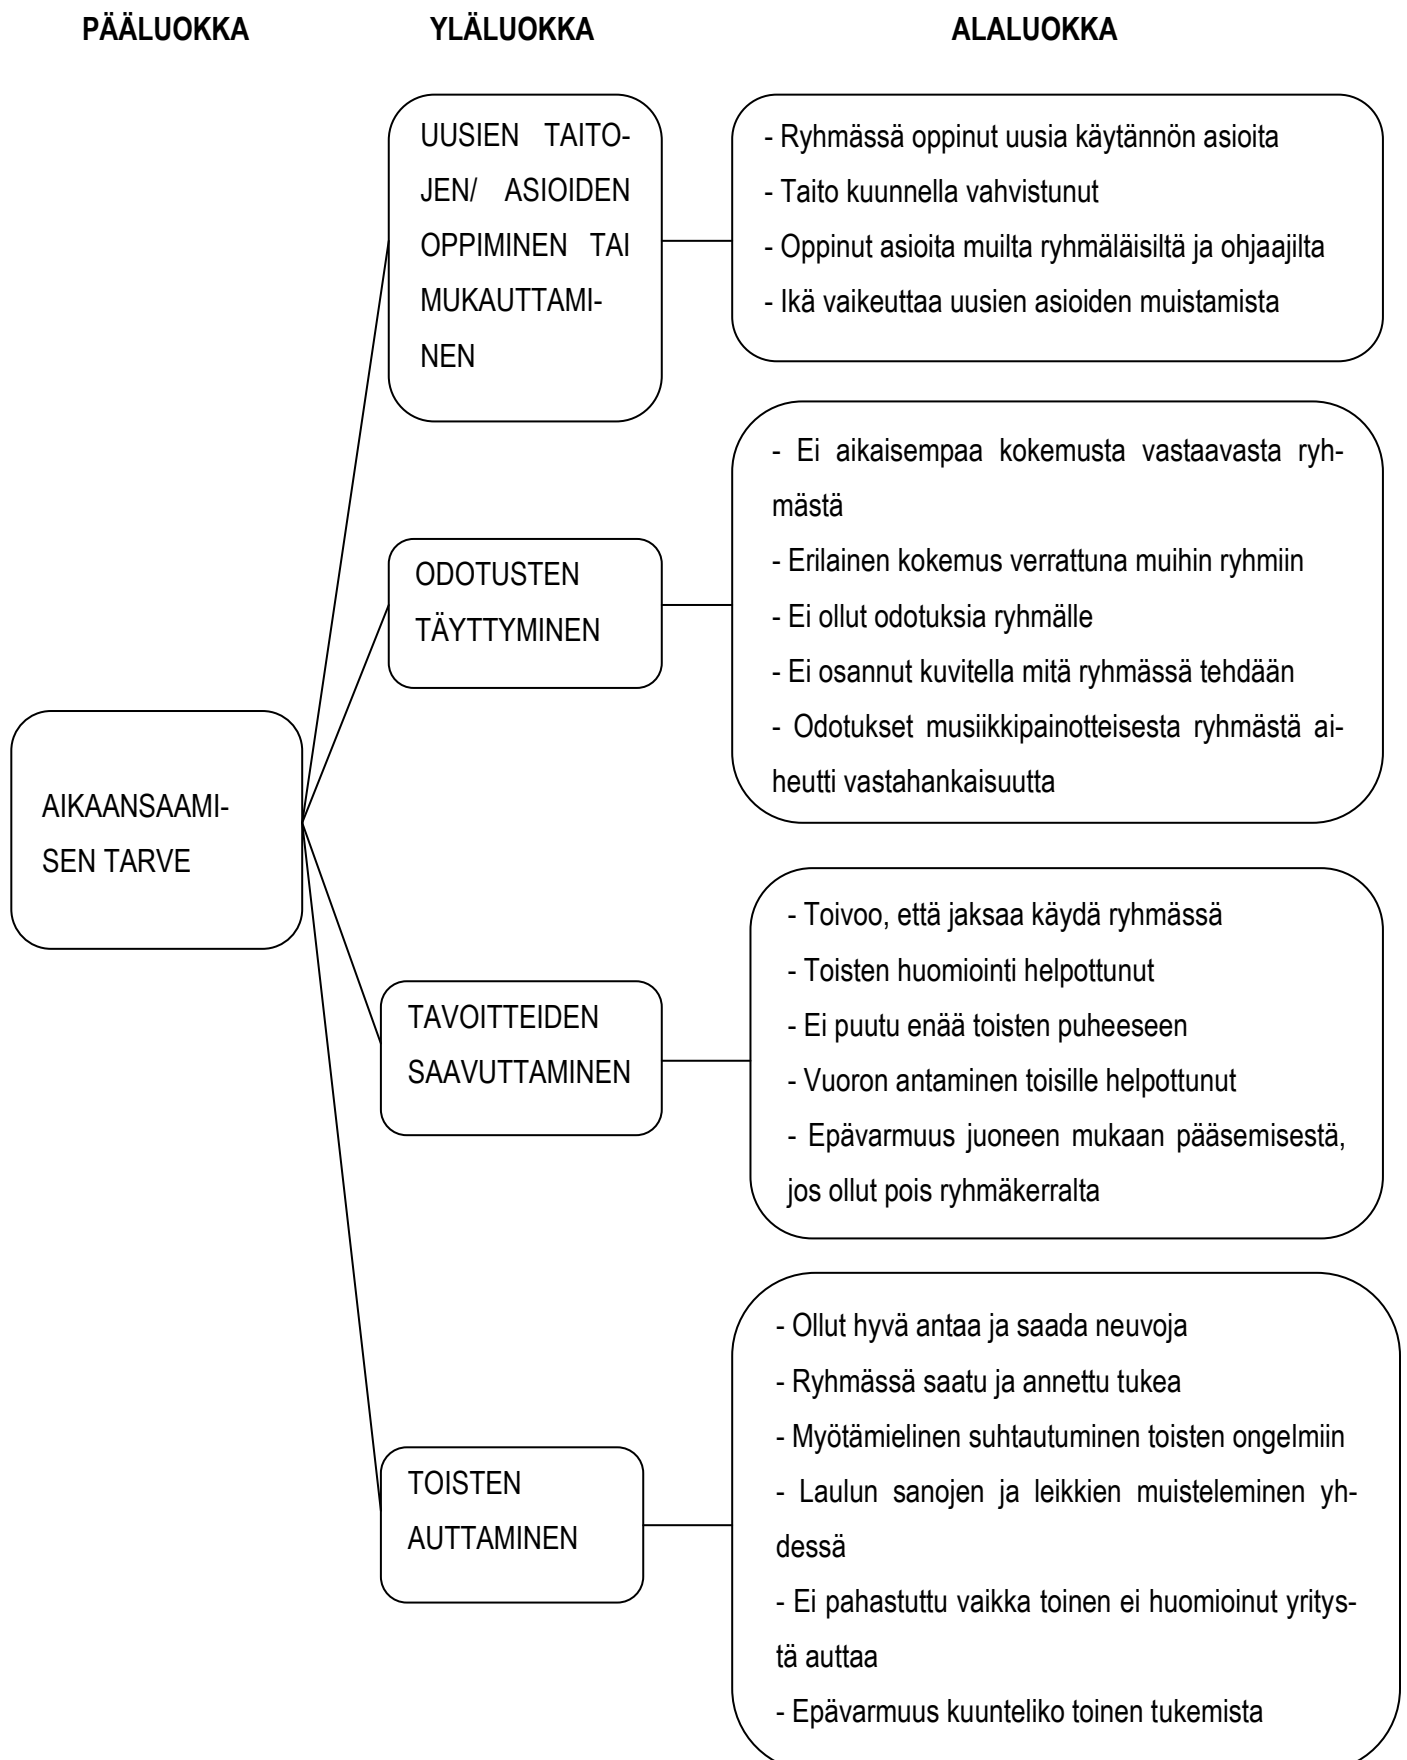 PÄÄLUOKKA YLÄLUOKKA ALALUOKKA
UUSIEN TAITO-
JEN/ ASIOIDEN
OPPIMINEN TAI
MUKAUTTAMI-
NEN
- Ryhmässä oppinut uusia käytännön asioita
- Taito kuunnella vahvistunut
- Oppinut asioita muilta ryhmäläisiltä ja ohjaajilta
- Ikä vaikeuttaa uusien asioiden muistamista
ODOTUSTEN
TÄYTTYMINEN
- Ei aikaisempaa kokemusta vastaavasta ryh-
mästä
- Erilainen kokemus verrattuna muihin ryhmiin
- Ei ollut odotuksia ryhmälle
- Ei osannut kuvitella mitä ryhmässä tehdään
- Odotukset musiikkipainotteisesta ryhmästä ai-
heutti vastahankaisuutta
AIKAANSAAMI-
SEN TARVE
TAVOITTEIDEN
SAAVUTTAMINEN
- Toivoo, että jaksaa käydä ryhmässä
- Toisten huomiointi helpottunut
- Ei puutu enää toisten puheeseen
- Vuoron antaminen toisille helpottunut
- Epävarmuus juoneen mukaan pääsemisestä,
jos ollut pois ryhmäkerralta
TOISTEN
AUTTAMINEN
- Ollut hyvä antaa ja saada neuvoja
- Ryhmässä saatu ja annettu tukea
- Myötämielinen suhtautuminen toisten ongelmiin
- Laulun sanojen ja leikkien muisteleminen yh-
dessä
- Ei pahastuttu vaikka toinen ei huomioinut yritys-
tä auttaa
- Epävarmuus kuunteliko toinen tukemista